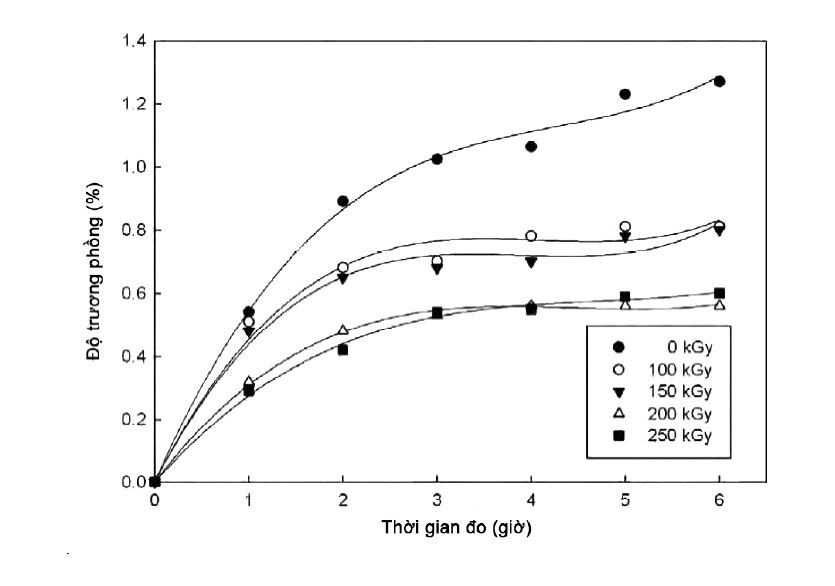 1.4
1.2
1.0
0.8
0.6
0.4
0.2
0.0
Độ trương phồng (%)
0 kGy
100 kGy
150 kGy
200 kGy
250 kGy
0 1 2 3 4 5 6
Thời gian đo (giờ)